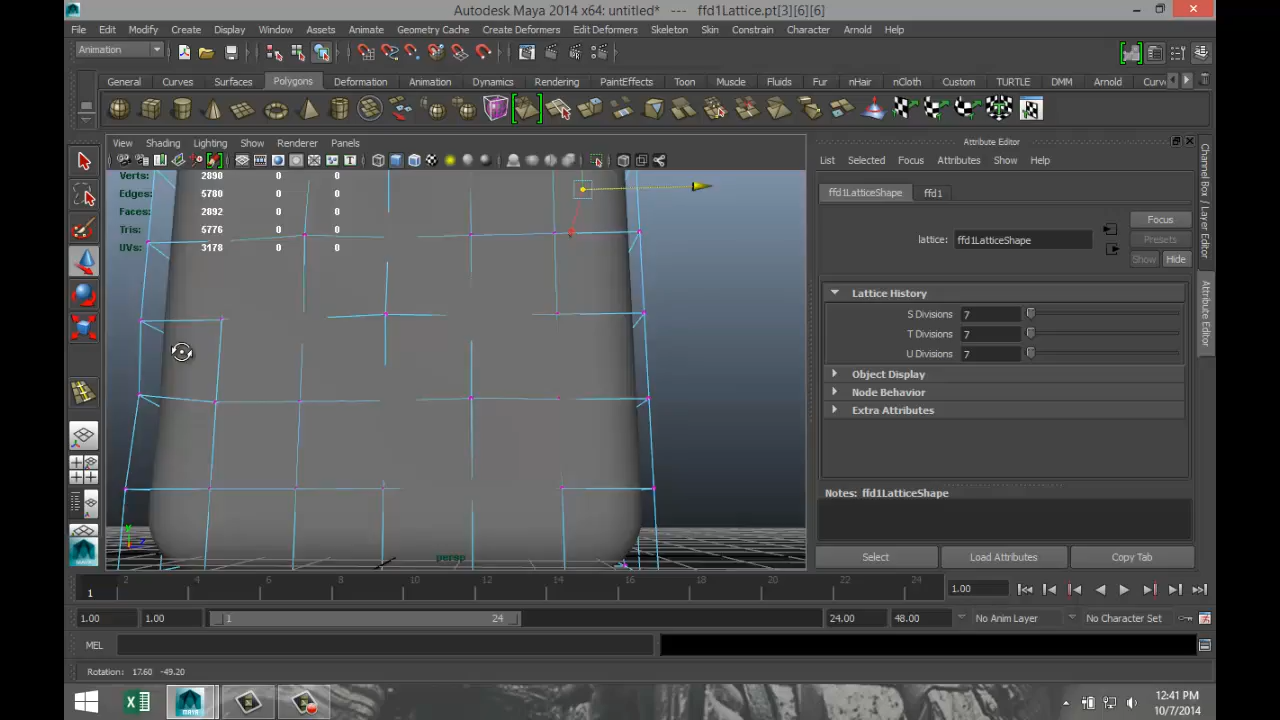 Autodesk Maya 2014 x64: untitled* --- ffd1Lattice.pt[3][6][6]
File Edit Modify Create Display Window Assets Animate Geometry Cache Create Deformers Edit Deformers Skeleton Skin Constrain Character Arnold Help
Animation
General Curves Surfaces Polygons Deformation Animation Dynamics Rendering PaintEffects Toon Muscle Fluids Fur nHair nCloth Custom TURTLE DMM Arnold
View Shading Lighting Show Renderer Panels
Verts: 2890 0 0
Edges: 5780 0 0
Faces: 2892 0 0
Tris: 5776 0 0
UVs: 3178 0 0
persp
Attribute Editor
List Selected Focus Attributes Show Help
ffd1LatticeShape ffd1
Focus
lattice: ffd1LatticeShape
Presets
Show Hide
Lattice History
S Divisions 7
T Divisions 7
U Divisions 7
Object Display
Node Behavior
Extra Attributes
Notes: ffd1LatticeShape
Select Load Attributes Copy Tab
Channel Box / Layer Editor
Attribute Editor
2 4 6 8 10 12 14 16 18 20 22 24
1 1.00
1.00 1.00 1 24 24.00 48.00 No Anim Layer No Character Set
MEL
Rotation: 17.60 -49.20
12:41 PM
10/7/2014